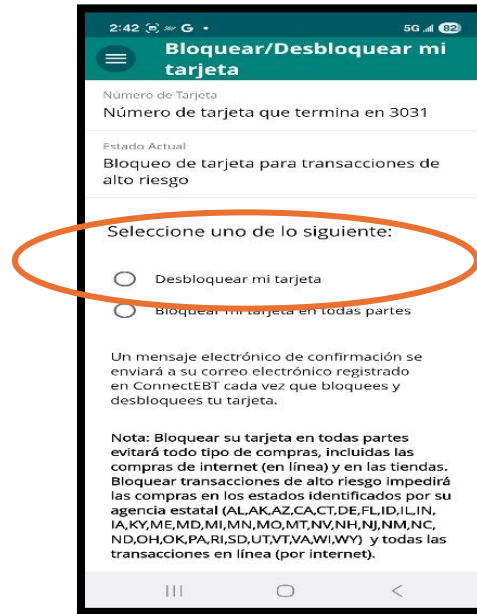 2:42 G • 5G 82
Bloquear/Desbloquear mi
tarjeta
Número de Tarjeta
Número de tarjeta que termina en 3031
Estado Actual
Bloqueo de tarjeta para transacciones de
alto riesgo
Seleccione uno de lo siguiente:
Desbloquear mi tarjeta
Bloquear mi tarjeta en todas partes
Un mensaje electrónico de confirmación se
enviará a su correo electrónico registrado
en ConnectEBT cada vez que bloquees y
desbloquees tu tarjeta.
Nota: Bloquear su tarjeta en todas partes
evitará todo tipo de compras, incluidas las
compras de internet (en línea) y en las tiendas.
Bloquear transacciones de alto riesgo impedirá
las compras en los estados identificados por su
agencia estatal (AL,AK,AZ,CA,CT,DE,FL,ID,IL,IN,
IA,KY,ME,MD,MI,MN,MO,MT,NV,NH,NJ,NM,NC,
ND,OH,OK,PA,RI,SD,UT,VT,VA,WI,WY) y todas las
transacciones en línea (por internet).